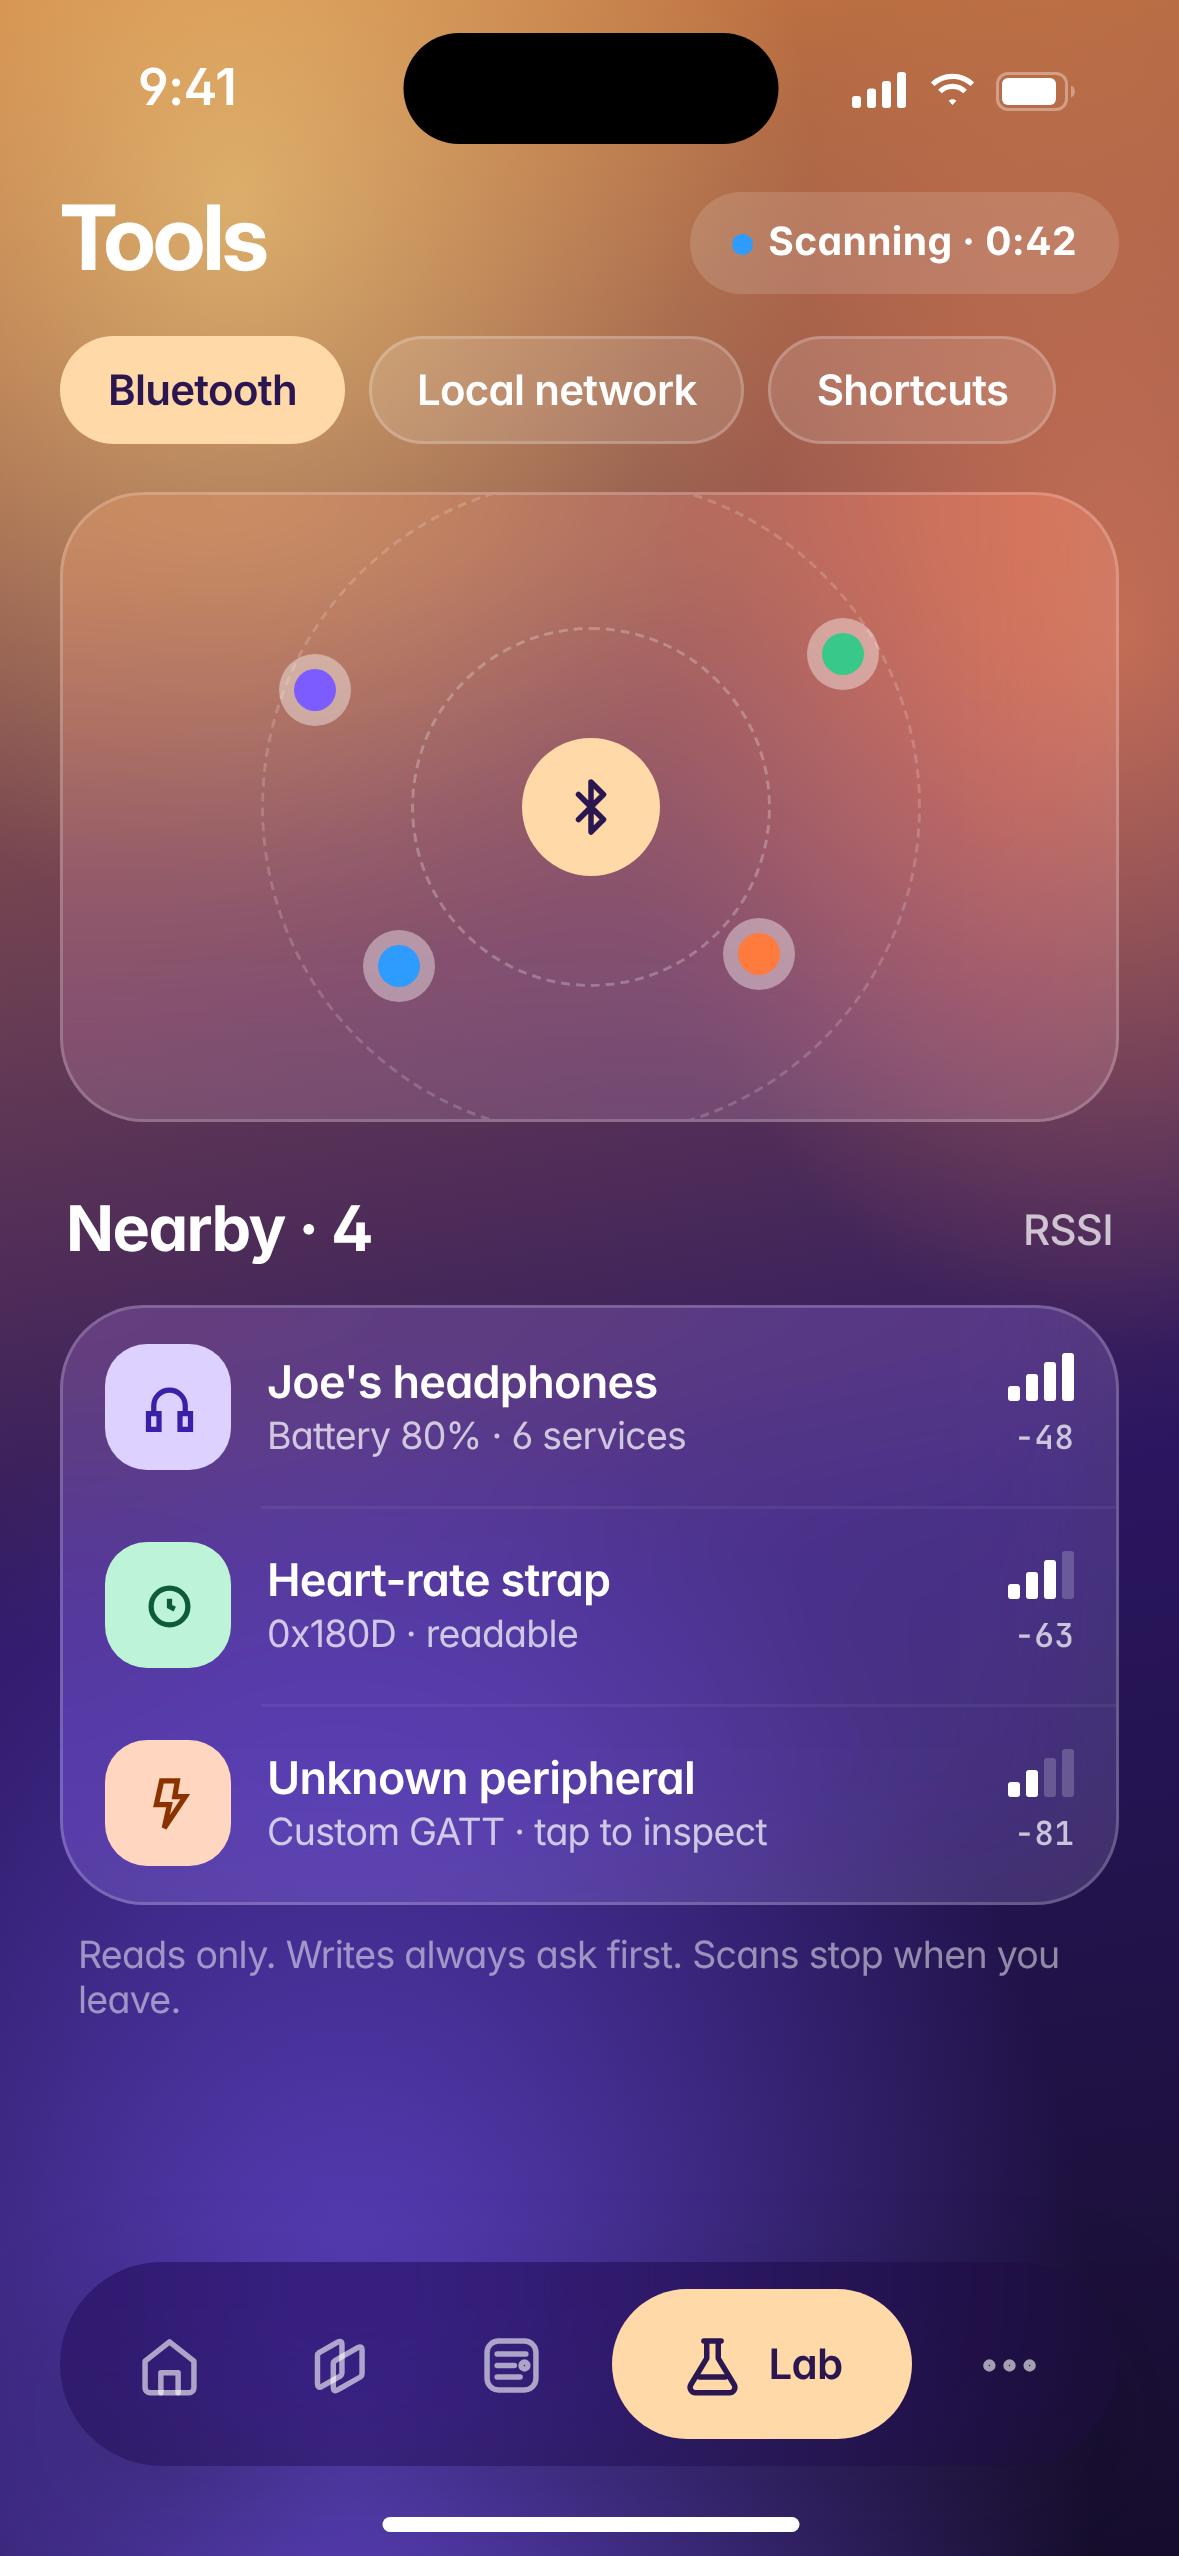 9:41
Tools
Scanning · 0:42
Bluetooth
Local network
Shortcuts
Nearby · 4
RSSI
Joe's headphones
Battery 80% · 6 services
-48
Heart-rate strap
0x180D · readable
-63
Unknown peripheral
Custom GATT · tap to inspect
-81
Reads only. Writes always ask first. Scans stop when you
leave.
Lab